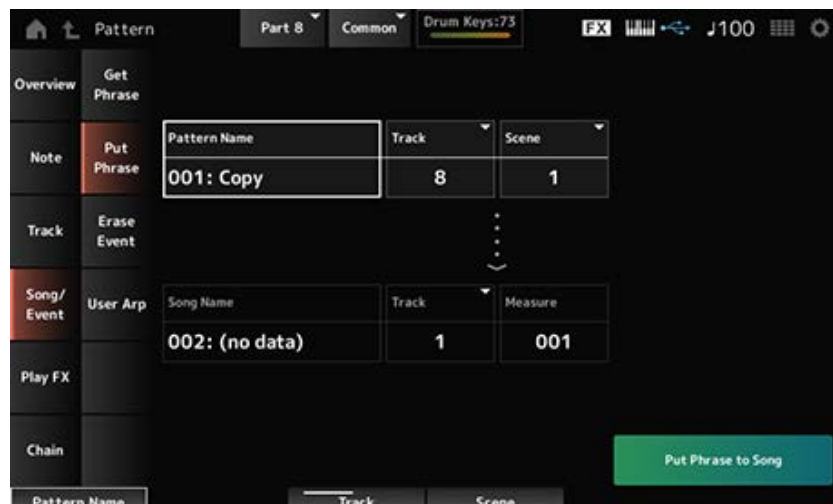 Pattern
Part 8
Common
Drum Keys:73
FX
♩100
Overview
Get
Phrase
Note
Put
Phrase
Pattern Name
Track
Scene
001: Copy
8
1
Track
Erase
Event
Song/
Event
User Arp
Song Name
Track
Measure
002: (no data)
1
001
Play FX
Chain
Put Phrase to Song
Pattern Name
Track
Scene